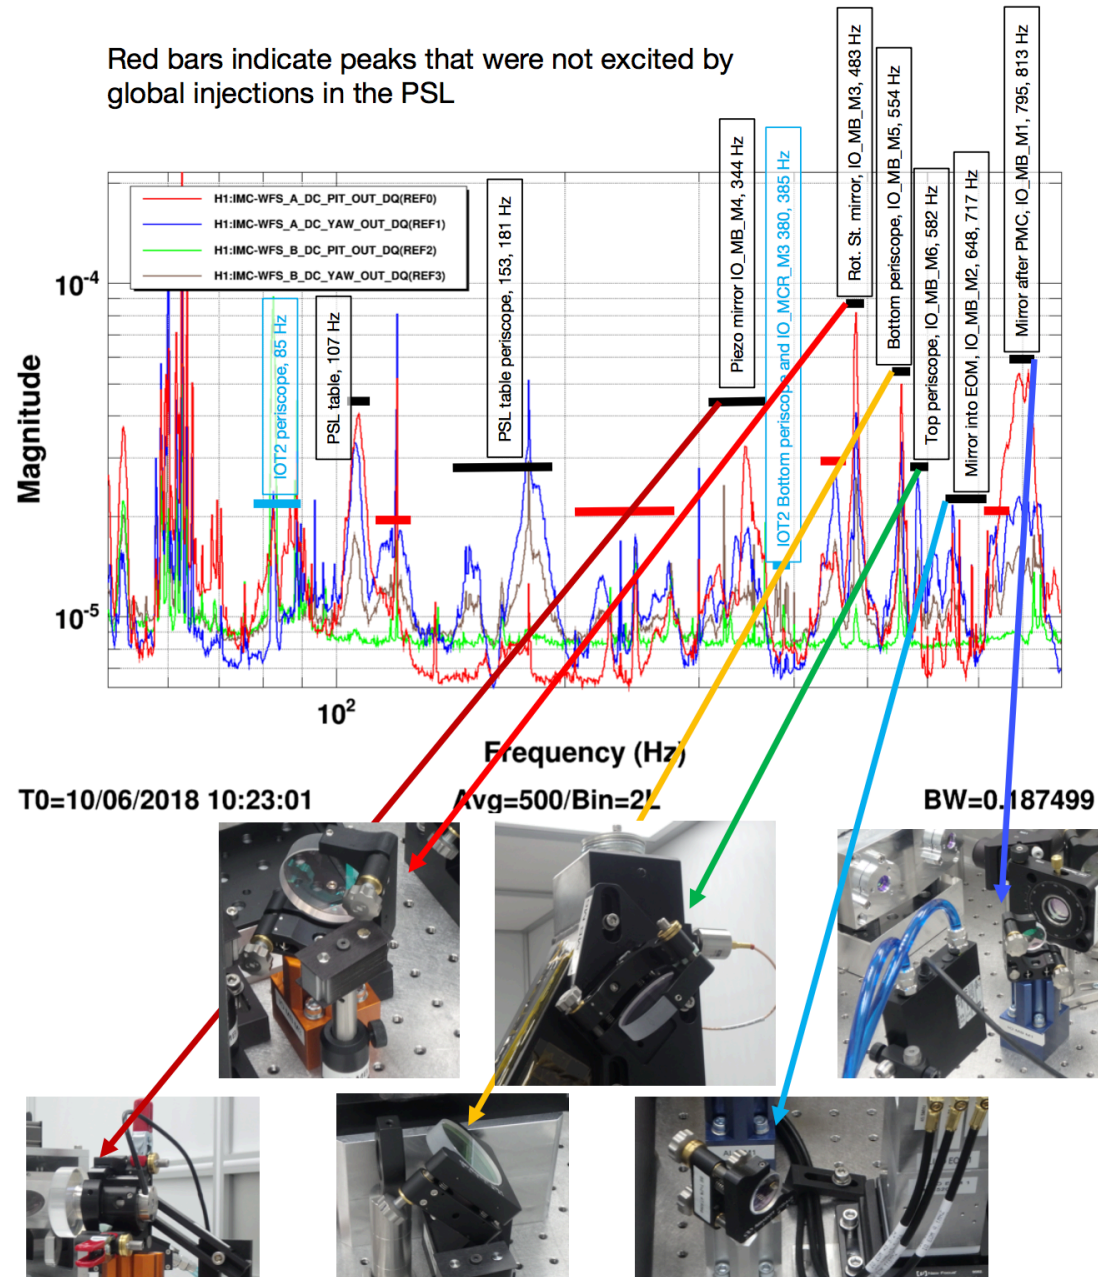 Red bars indicate peaks that were not excited by
global injections in the PSL
H1:IMC-WFS_A_DC_PIT_OUT_DQ(REF0)
H1:IMC-WFS_A_DC_YAW_OUT_DQ(REF1)
H1:IMC-WFS_B_DC_PIT_OUT_DQ(REF2)
H1:IMC-WFS_B_DC_YAW_OUT_DQ(REF3)
IOT2 periscope, 85 Hz
PSL table, 107 Hz
PSL table periscope, 153, 181 Hz
Piezo mirror IO_MB_M4, 344 Hz
IOT2 Bottom periscope and IO_MCR_M3 380, 385 Hz
Rot. St. mirror, IO_MB_M3, 483 Hz
Bottom periscope, IO_MB_M5, 554 Hz
Top periscope, IO_MB_M6, 582 Hz
Mirror into EOM, IO_MB_M2, 648, 717 Hz
Mirror after PMC, IO_MB_M1, 795, 813 Hz
Magnitude
10-4
10-5
10²
Frequency (Hz)
T0=10/06/2018 10:23:01
Avg=500/Bin=2L
BW=0.187499